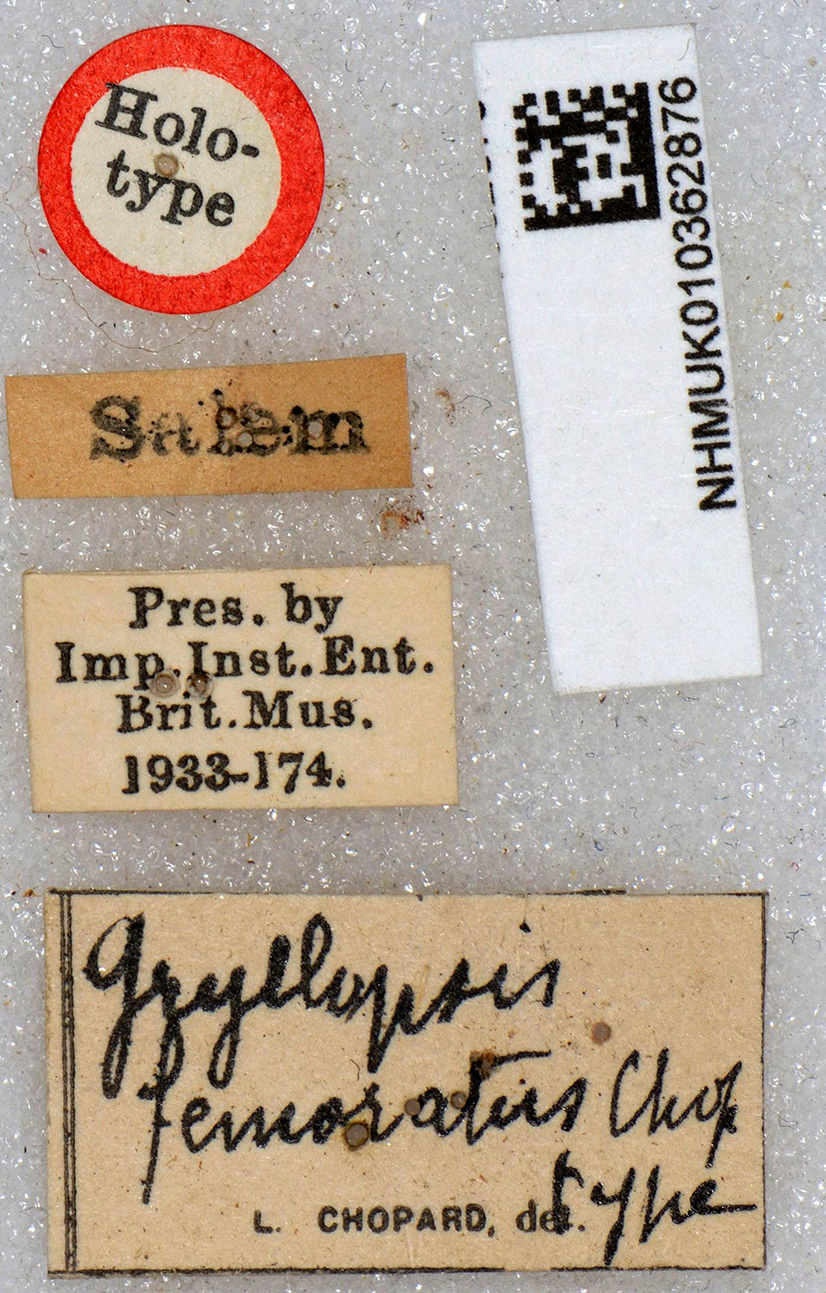 Holo-
type
NHMUK010362876
Salem
Pres. by
Imp. Inst. Ent.
Brit. Mus.
1933-174.
Gryllopsis
femoratus Chop
type
L. CHOPARD, det.